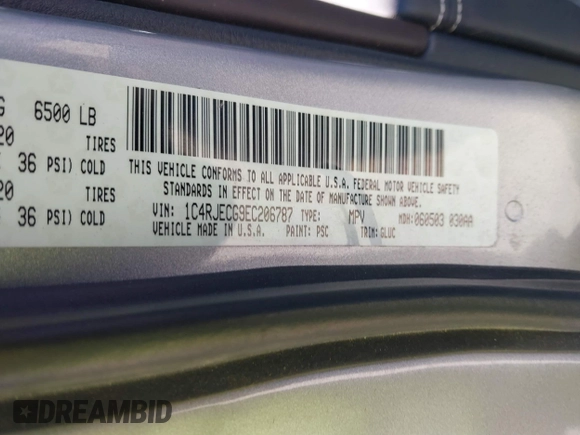 6500 LB
20 TIRES
36 PSI) COLD
20 TIRES
36 PSI) COLD
THIS VEHICLE CONFORMS TO ALL APPLICABLE U.S.A. FEDERAL MOTOR VEHICLE SAFETY
STANDARDS IN EFFECT ON THE DATE OF MANUFACTURE SHOWN ABOVE.
VIN: 1C4RJECG9EC206787 TYPE: MPV MDH: 060503 030AA
VEHICLE MADE IN U.S.A. PAINT: PSC TRIM: GLUC
DREAMBID